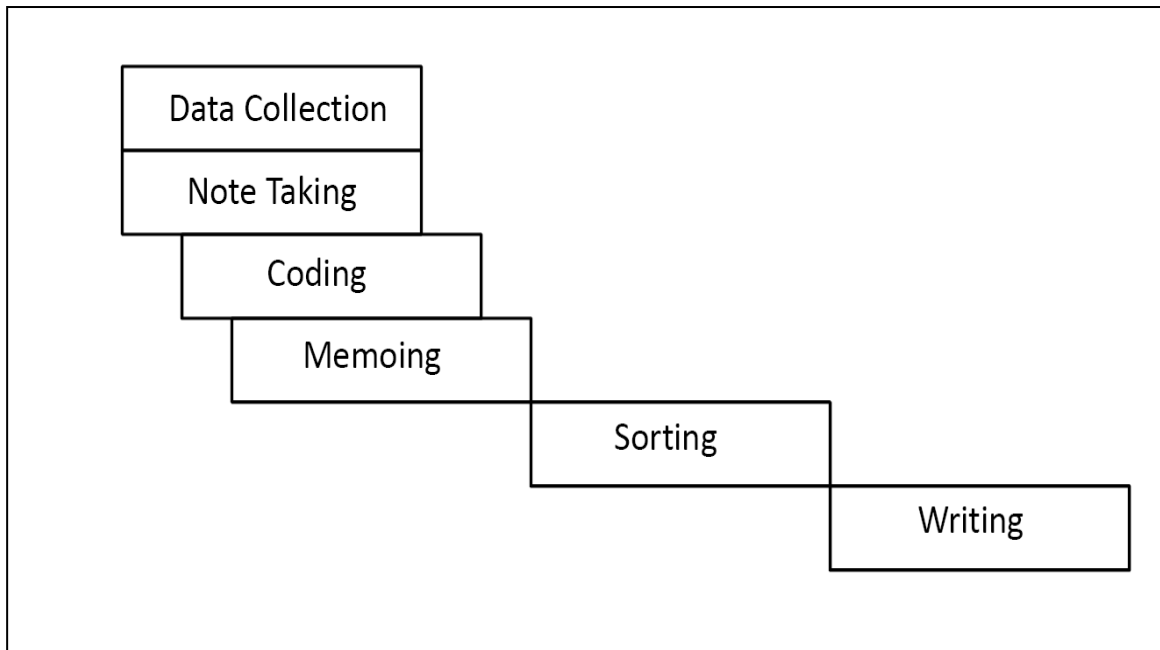 Data Collection
Note Taking
Coding
Memoing
Sorting
Writing